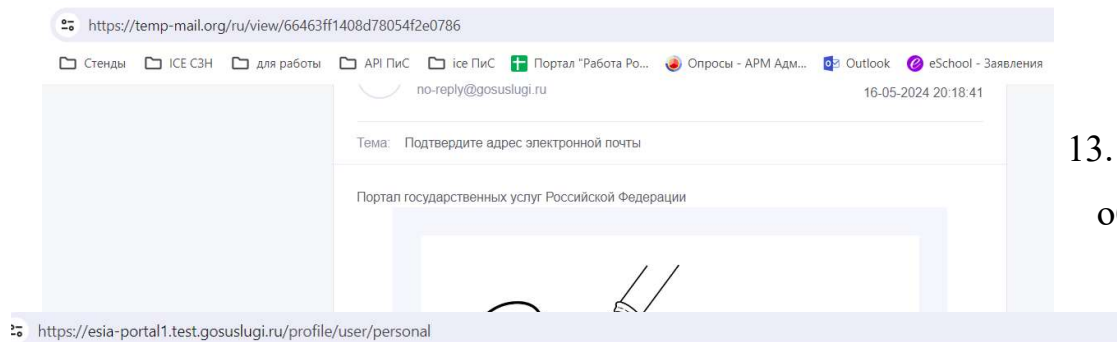 https://temp-mail.org/ru/view/66463ff1408d78054f2e0786
Стенды ICE СЗН для работы API ПиС ice ПиС Портал "Работа Ро... Опросы - АРМ Адм... Outlook eSchool - Заявления
no-reply@gosuslugi.ru 16-05-2024 20:18:41
Тема: Подтвердите адрес электронной почты
13.
Портал государственных услуг Российской Федерации
https://esia-portal1.test.gosuslugi.ru/profile/user/personal